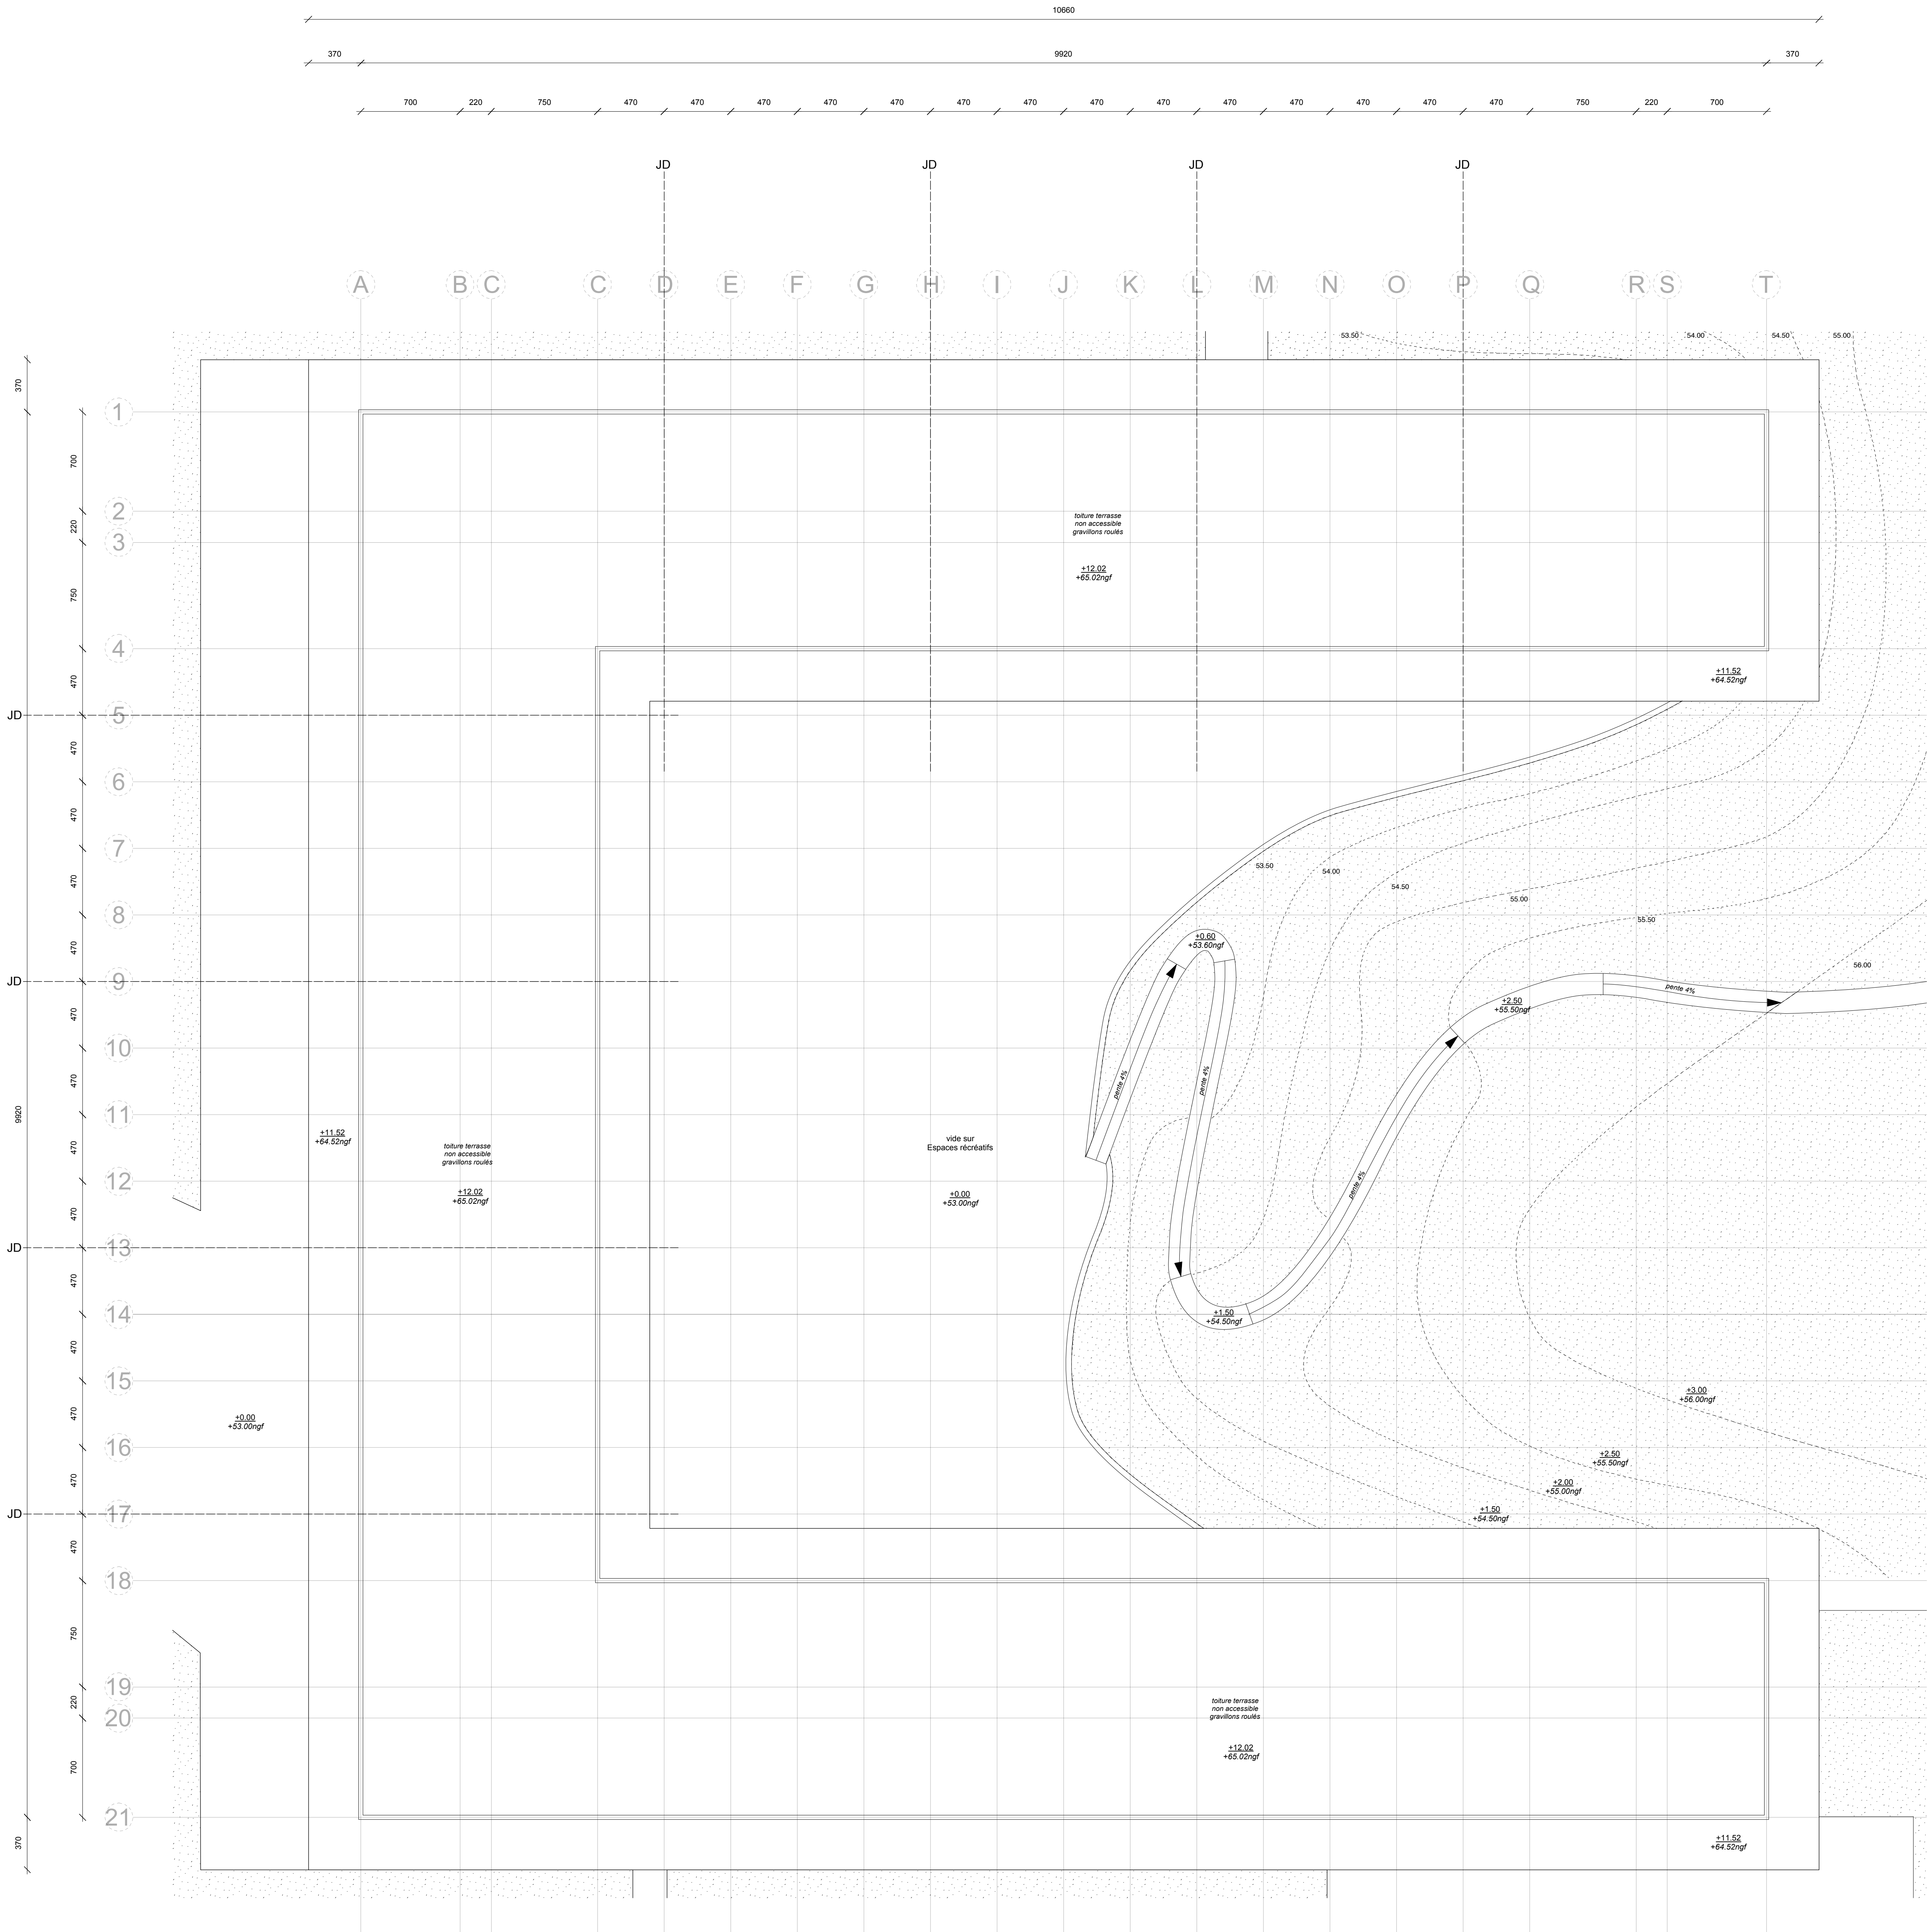 10660
370 9920 370
700 220 750 470 470 470 470 470 470 470 470 470 470 470 470 470 470 750 220 700
JD JD JD JD
A B C C D E F G H I J K L M N O P Q R S T
53.50 54.00 54.50 55.00
370
1
700
2
toiture terrasse
non accessible
gravillons roulés
220
3
+12.02
+65.02ngf
750
4
+11.52
+64.52ngf
470
JD 5
470
6
470
7
53.50
54.00
54.50
55.00
55.50
56.00
470
8
470
+0.60
+53.60ngf
JD 9
pente 4%
+2.50
+55.50ngf
470
10
470
pente 4%
pente 4%
9920
11
+11.52
+64.52ngf
toiture terrasse
non accessible
gravillons roulés
vide sur
Espaces récréatifs
470
12
+12.02
+65.02ngf
+0.00
+53.00ngf
pente 4%
470
JD 13
470
14
+1.50
+54.50ngf
470
15
+3.00
+56.00ngf
470
+0.00
+53.00ngf
16
+2.50
+55.50ngf
470
+2.00
+55.00ngf
+1.50
+54.50ngf
JD 17
470
18
750
19
220
toiture terrasse
non accessible
gravillons roulés
20
+12.02
+65.02ngf
700
21
370
+11.52
+64.52ngf